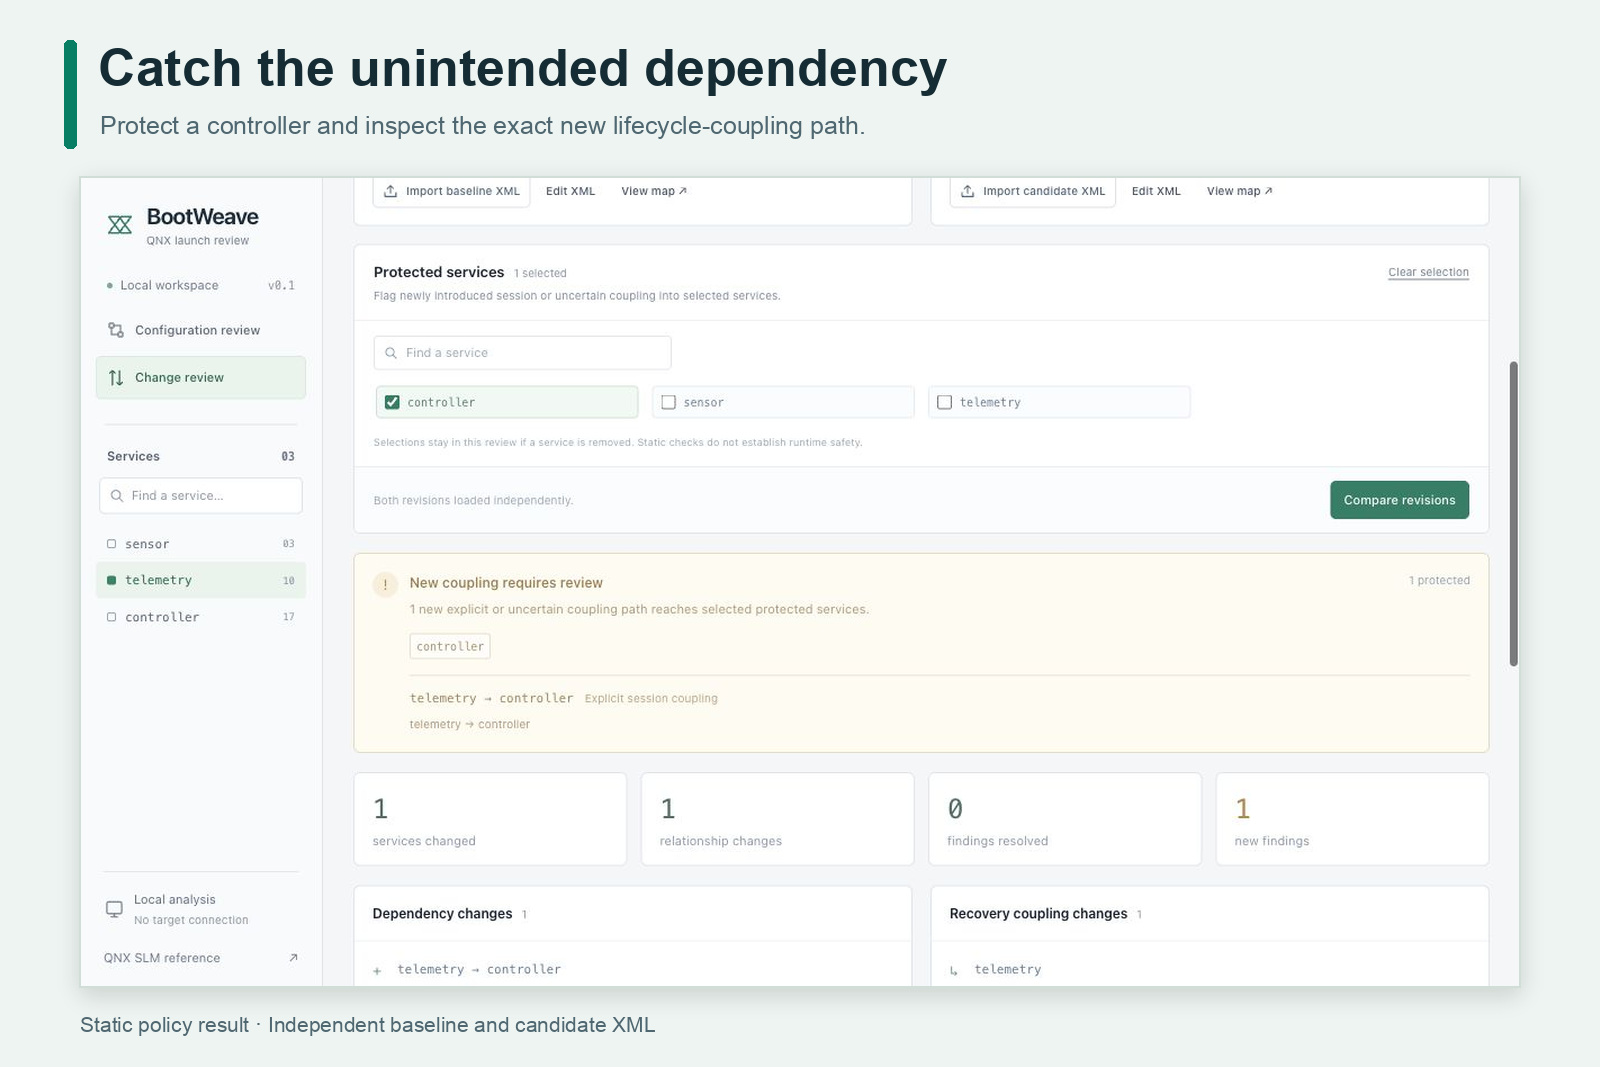 Catch the unintended dependency
Protect a controller and inspect the exact new lifecycle-coupling path.
BootWeave
QNX launch review
Local workspace v0.1
Configuration review
Change review
Services 03
Find a service...
sensor 03
telemetry 10
controller 17
Local analysis
No target connection
QNX SLM reference ↗
Import baseline XML Edit XML View map ↗
Import candidate XML Edit XML View map ↗
Protected services 1 selected Clear selection
Flag newly introduced session or uncertain coupling into selected services.
Find a service
controller sensor telemetry
Selections stay in this review if a service is removed. Static checks do not establish runtime safety.
Both revisions loaded independently. Compare revisions
! New coupling requires review 1 protected
1 new explicit or uncertain coupling path reaches selected protected services.
controller
telemetry → controller Explicit session coupling
telemetry → controller
1 1 0 1
services changed relationship changes findings resolved new findings
Dependency changes 1 Recovery coupling changes 1
+ telemetry → controller ↳ telemetry
Static policy result · Independent baseline and candidate XML